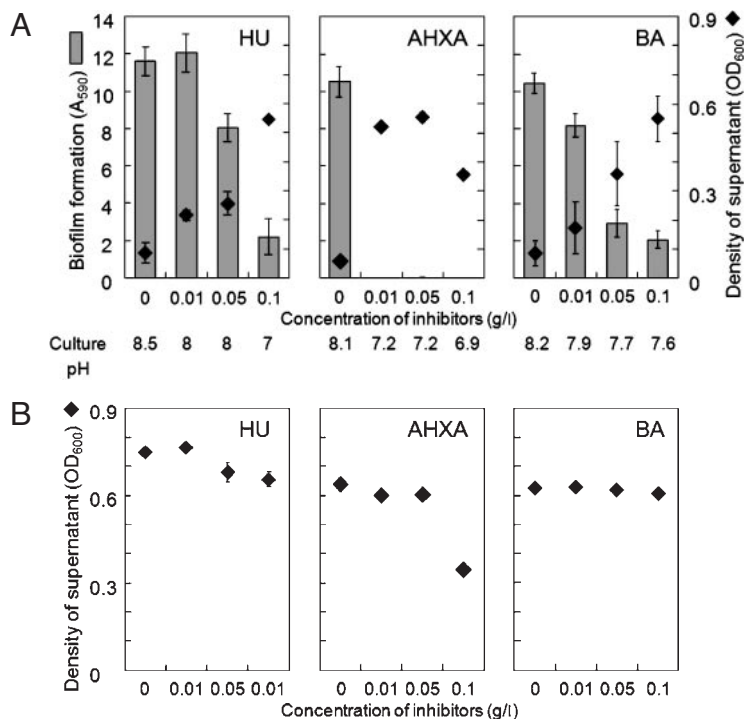 A
HU
AHXA
BA
Biofilm formation (A590)
14
12
10
8
6
4
2
0
0.9
0.6
0.3
0
Density of supernatant (OD600)
0 0.01 0.05 0.1
0 0.01 0.05 0.1
0 0.01 0.05 0.1
Concentration of inhibitors (g/l)
Culture pH
8.5 8 8 7
8.1 7.2 7.2 6.9
8.2 7.9 7.7 7.6
B
HU
AHXA
BA
Density of supernatant (OD600)
0.9
0.6
0.3
0
0 0.01 0.05 0.01
0 0.01 0.05 0.1
0 0.01 0.05 0.1
Concentration of inhibitors (g/l)